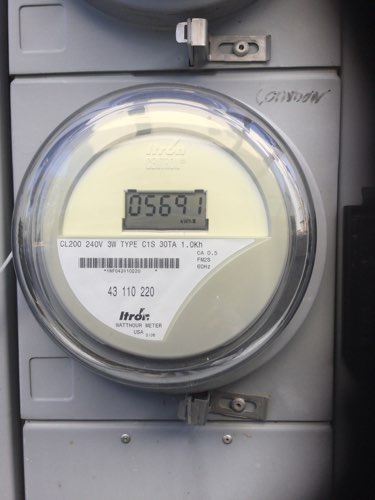 Itron
CENTRON
05691
CL200 240V 3W TYPE C1S 30TA 1.0Kh
CA 0.5
FM2S
60Hz
43 110 220
Itron
WATTHOUR METER
USA